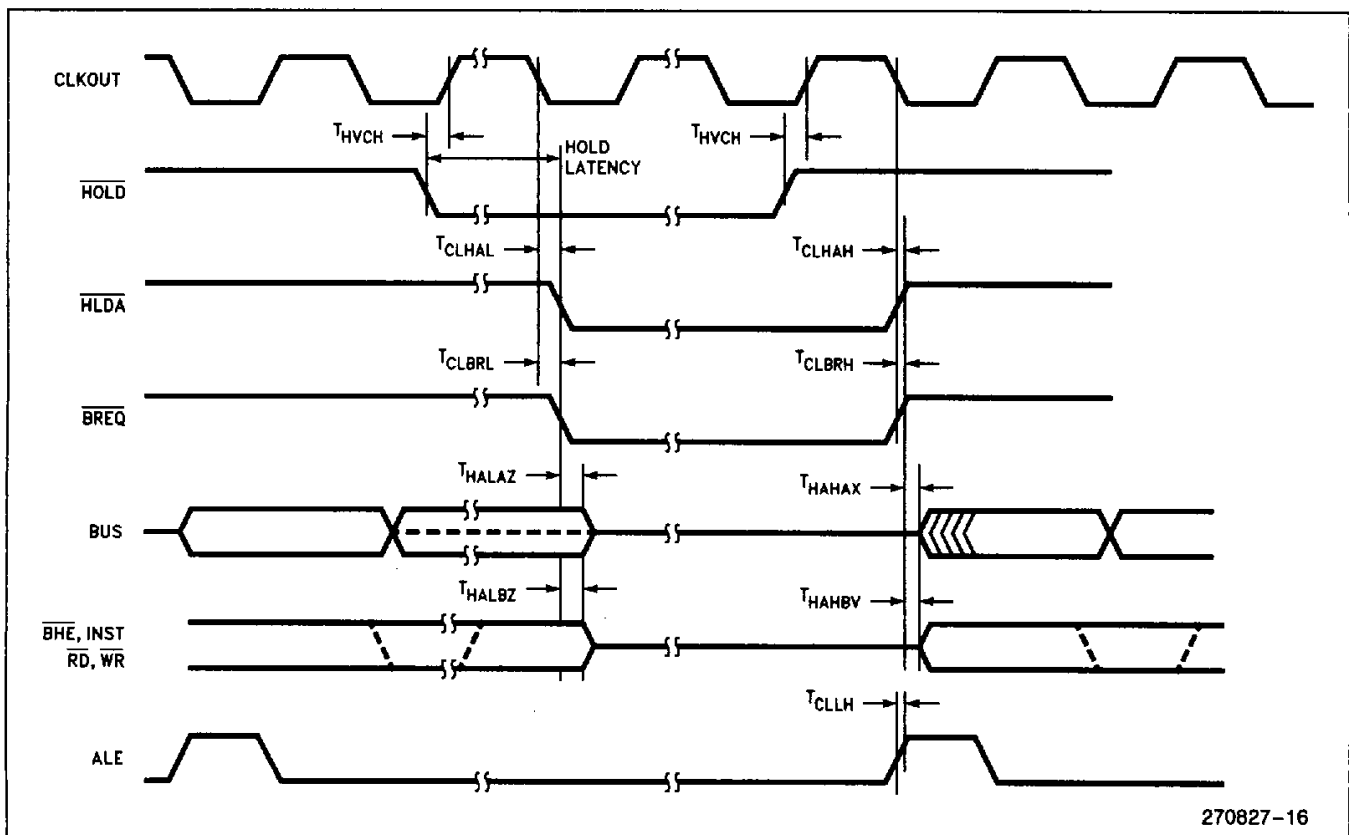 CLKOUT
THVCH
THVCH
HOLD
LATENCY
HOLD
TCLHAL
TCLHAH
HLDA
TCLBRL
TCLBRH
BREQ
THALAZ
THAHAX
BUS
THALBZ
THAHBV
BHE, INST
RD, WR
TCLLH
ALE
270827-16